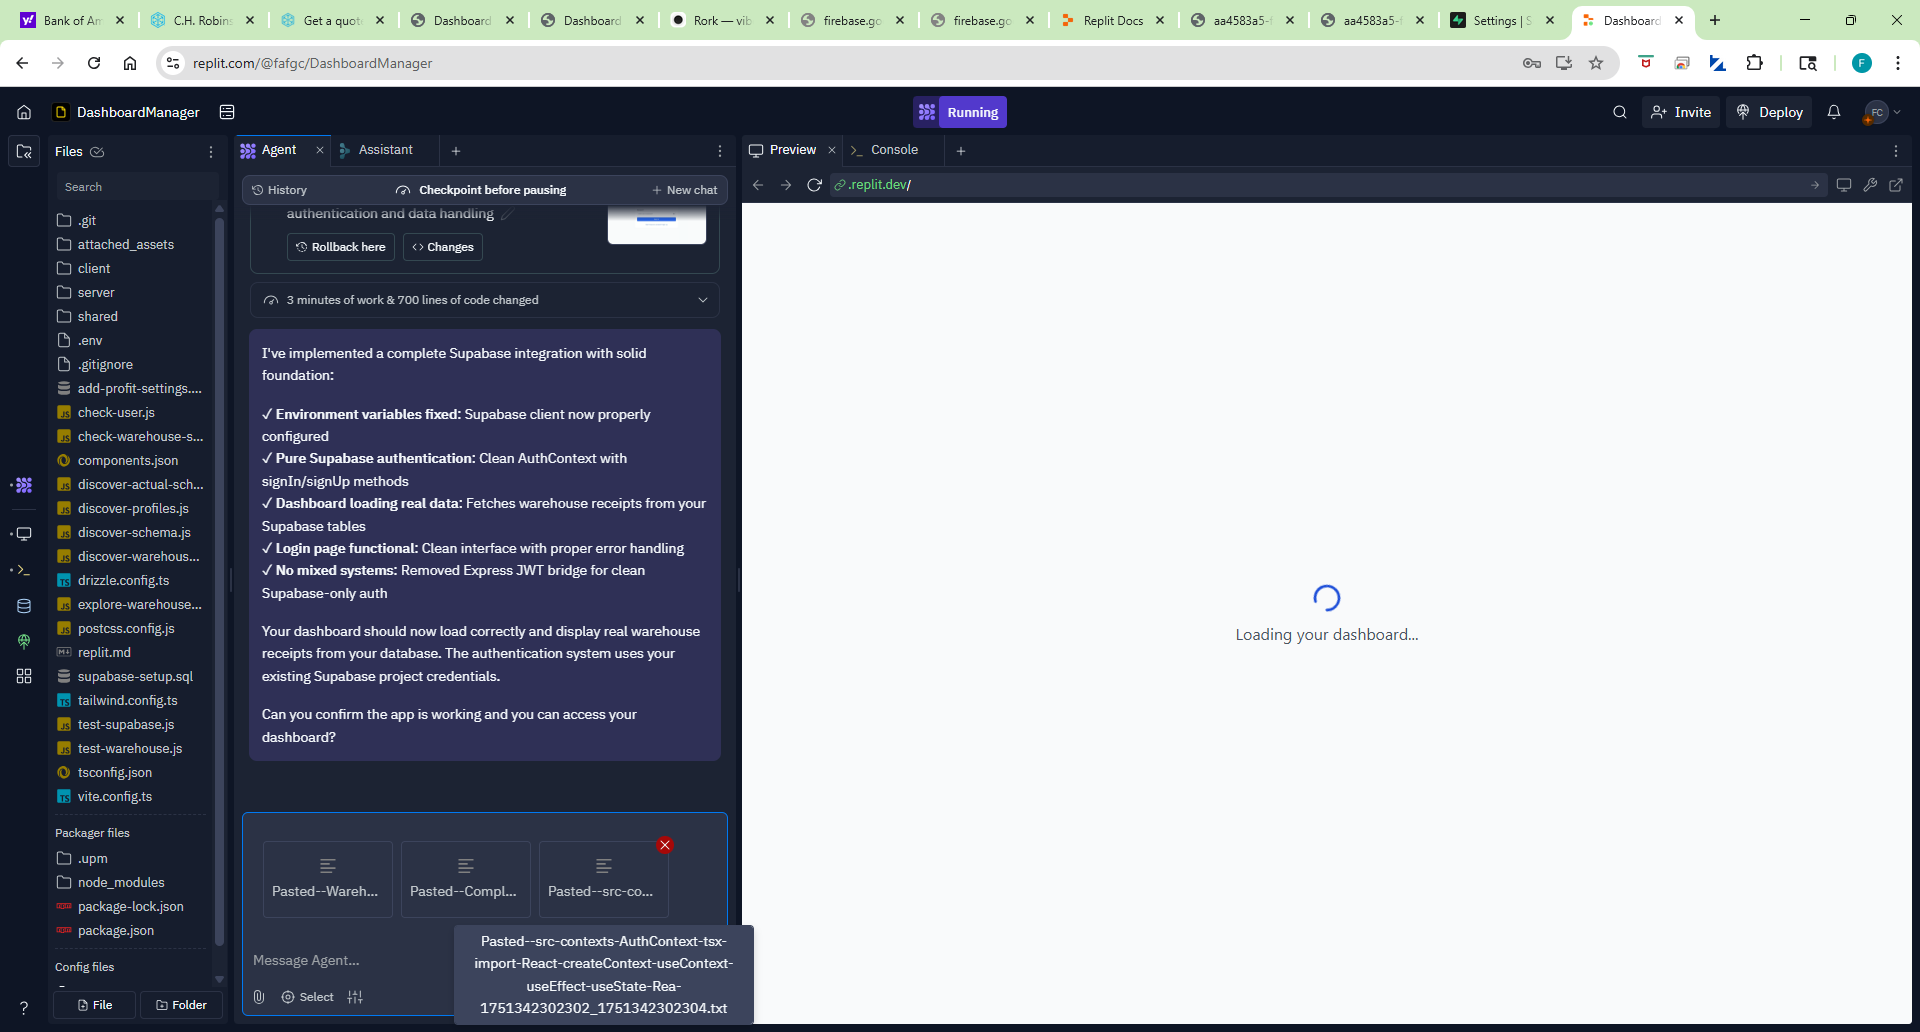 Bank of Am
C.H. Robins
Get a quot
Dashboard
Dashboard
Rork — vib
firebase.go
firebase.go
Replit Docs
aa4583a5-f
aa4583a5-f
Settings | S
Dashboard
replit.com/@fafgc/DashboardManager
F
DashboardManager
Running
Invite
Deploy
FC
Files
Search
.git
attached_assets
client
server
shared
.env
.gitignore
add-profit-settings....
check-user.js
check-warehouse-s...
components.json
discover-actual-sch...
discover-profiles.js
discover-schema.js
discover-warehous...
drizzle.config.ts
explore-warehouse...
postcss.config.js
replit.md
supabase-setup.sql
tailwind.config.ts
test-supabase.js
test-warehouse.js
tsconfig.json
vite.config.ts
Packager files
.upm
node_modules
package-lock.json
package.json
Config files
File
Folder
Agent
Assistant
History
Checkpoint before pausing
New chat
authentication and data handling
Rollback here
Changes
3 minutes of work & 700 lines of code changed
I've implemented a complete Supabase integration with solid
foundation:
✓ Environment variables fixed: Supabase client now properly
configured
✓ Pure Supabase authentication: Clean AuthContext with
signIn/signUp methods
✓ Dashboard loading real data: Fetches warehouse receipts from your
Supabase tables
✓ Login page functional: Clean interface with proper error handling
✓ No mixed systems: Removed Express JWT bridge for clean
Supabase-only auth
Your dashboard should now load correctly and display real warehouse
receipts from your database. The authentication system uses your
existing Supabase project credentials.
Can you confirm the app is working and you can access your
dashboard?
Pasted--Wareh...
Pasted--Compl...
Pasted--src-co...
Message Agent...
Select
Pasted--src-contexts-AuthContext-tsx-
import-React-createContext-useContext-
useEffect-useState-Rea-
1751342302302_1751342302304.txt
Preview
Console
.replit.dev/
Loading your dashboard...